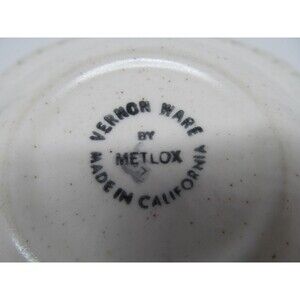 VERNON WARE
BY
METLOX
MADE IN CALIFORNIA